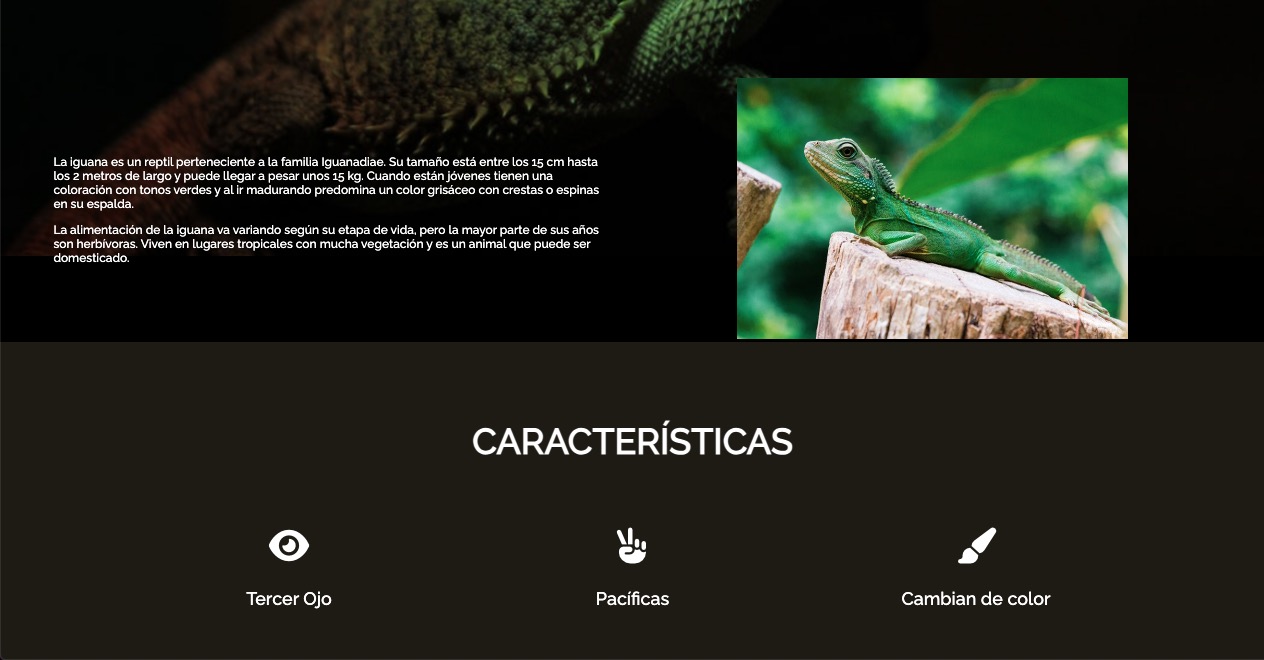 La iguana es un reptil perteneciente a la familia Iguanadiae. Su tamaño está entre los 15 cm hasta
los 2 metros de largo y puede llegar a pesar unos 15 kg. Cuando están jóvenes tienen una
coloración con tonos verdes y al ir madurando predomina un color grisáceo con crestas o espinas
en su espalda.
La alimentación de la iguana va variando según su etapa de vida, pero la mayor parte de sus años
son herbívoras. Viven en lugares tropicales con mucha vegetación y es un animal que puede ser
domesticado.
CARACTERÍSTICAS
Tercer Ojo
Pacíficas
Cambian de color